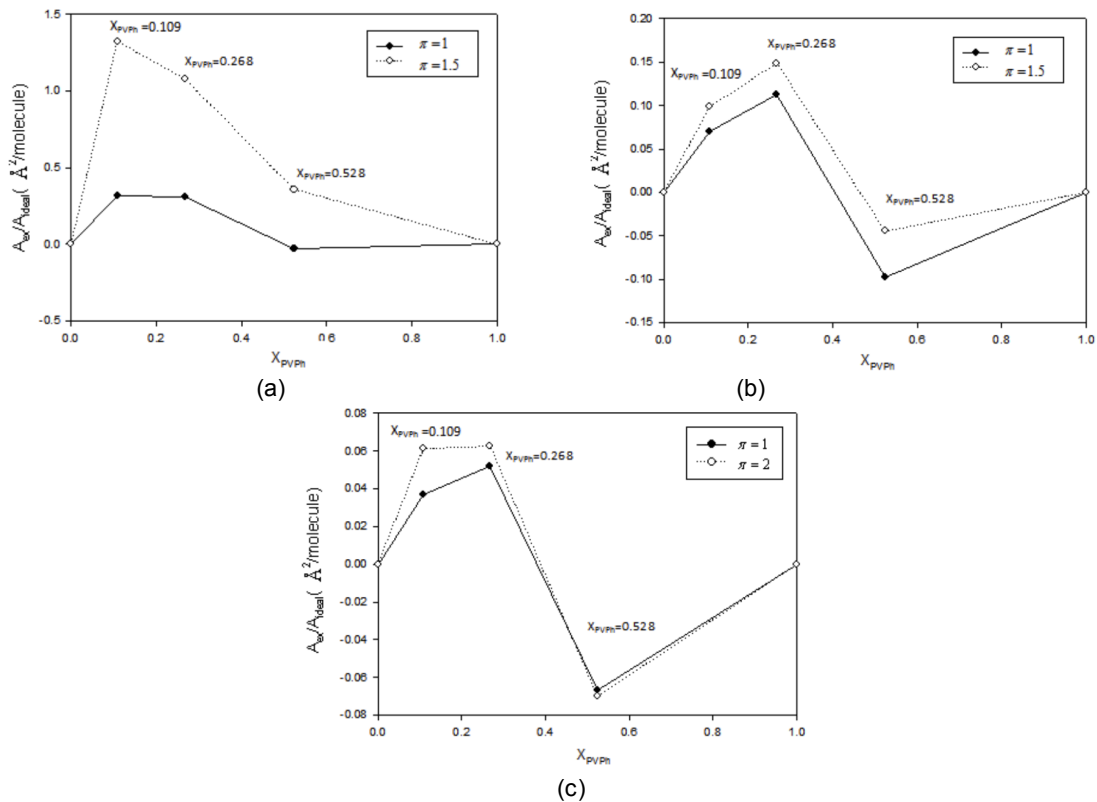 1.5
1.0
0.5
0.0
-0.5
A_ex/A_ideal( Å²/molecule)
X_PVPh =0.109
X_PVPh=0.268
X_PVPh=0.528
π = 1
π = 1.5
0.0 0.2 0.4 0.6 0.8 1.0
X_PVPh
(a)
0.20
0.15
0.10
0.05
0.00
-0.05
-0.10
-0.15
A_ex/A_ideal( Å²/molecule)
X_PVPh =0.109
X_PVPh =0.268
X_PVPh =0.528
π = 1
π = 1.5
0.0 0.2 0.4 0.6 0.8 1.0
X_PVPh
(b)
0.08
0.06
0.04
0.02
0.00
-0.02
-0.04
-0.06
-0.08
A_ex/A_ideal( Å²/molecule)
X_PVPh =0.109
X_PVPh=0.268
X_PVPh=0.528
π = 1
π = 2
0.0 0.2 0.4 0.6 0.8 1.0
X_PVPh
(c)